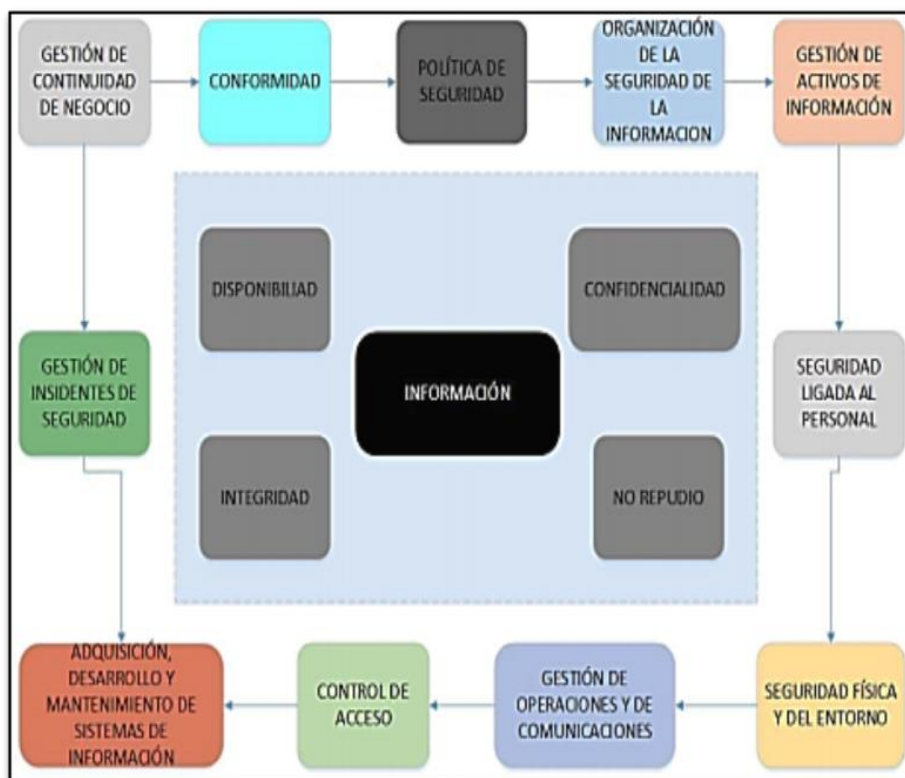 GESTIÓN DE
CONTINUIDAD
DE NEGOCIO
CONFORMIDAD
POLÍTICA DE
SEGURIDAD
ORGANIZACIÓN
DE LA
SEGURIDAD DE
LA
INFORMACION
GESTIÓN DE
ACTIVOS DE
INFORMACIÓN
DISPONIBILIAD
CONFIDENCIALIDAD
INFORMACIÓN
INTEGRIDAD
NO REPUDIO
GESTIÓN DE
INSIDENTES DE
SEGURIDAD
SEGURIDAD
LIGADA AL
PERSONAL
ADQUISICIÓN,
DESARROLLO Y
MANTENIMIENTO DE
SISTEMAS DE
INFORMACIÓN
CONTROL DE
ACCESO
GESTIÓN DE
OPERACIONES Y DE
COMUNICACIONES
SEGURIDAD FÍSICA
Y DEL ENTORNO